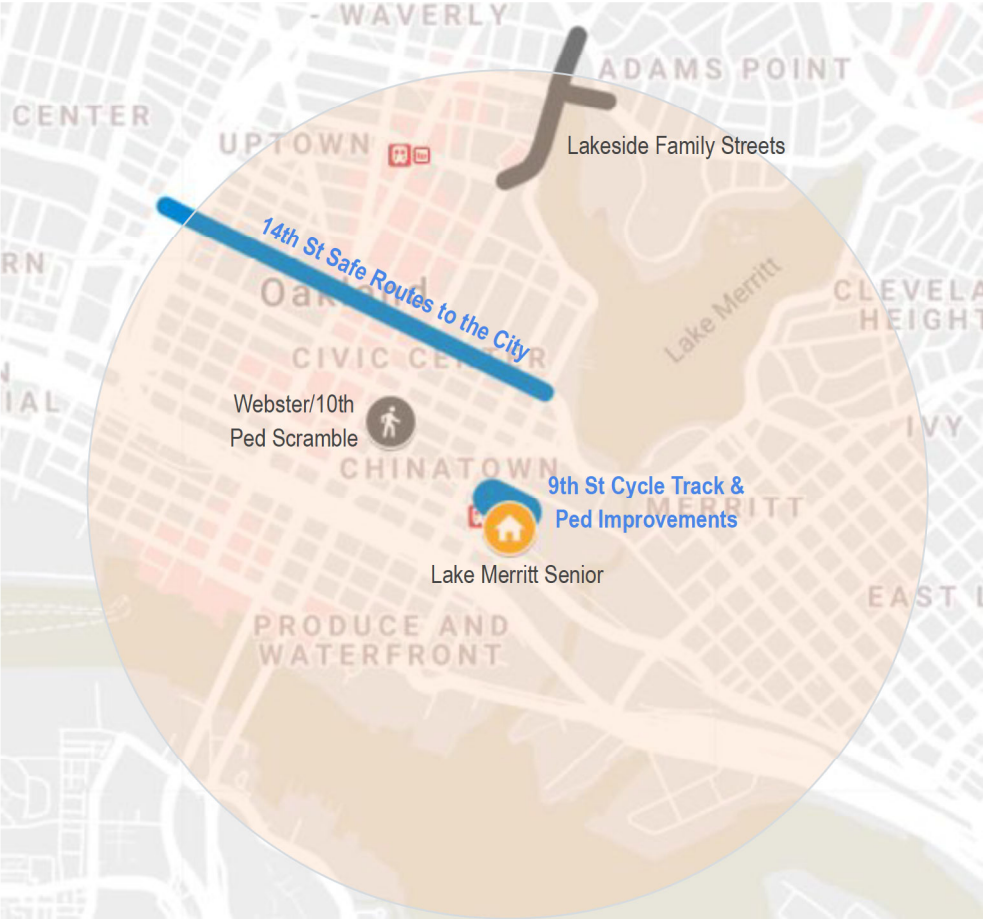 - WAVERLY
ADAMS POINT
CENTER
UPTOWN
Lakeside Family Streets
14th St Safe Routes to the City
RN
Oakland
Lake Merritt
CLEVELA
HEIGHT
CIVIC CENTER
N
IAL
Webster/10th
Ped Scramble
IVY
CHINATOWN
9th St Cycle Track &
Ped Improvements
MERRITT
Lake Merritt Senior
EAST L
PRODUCE AND
WATERFRONT